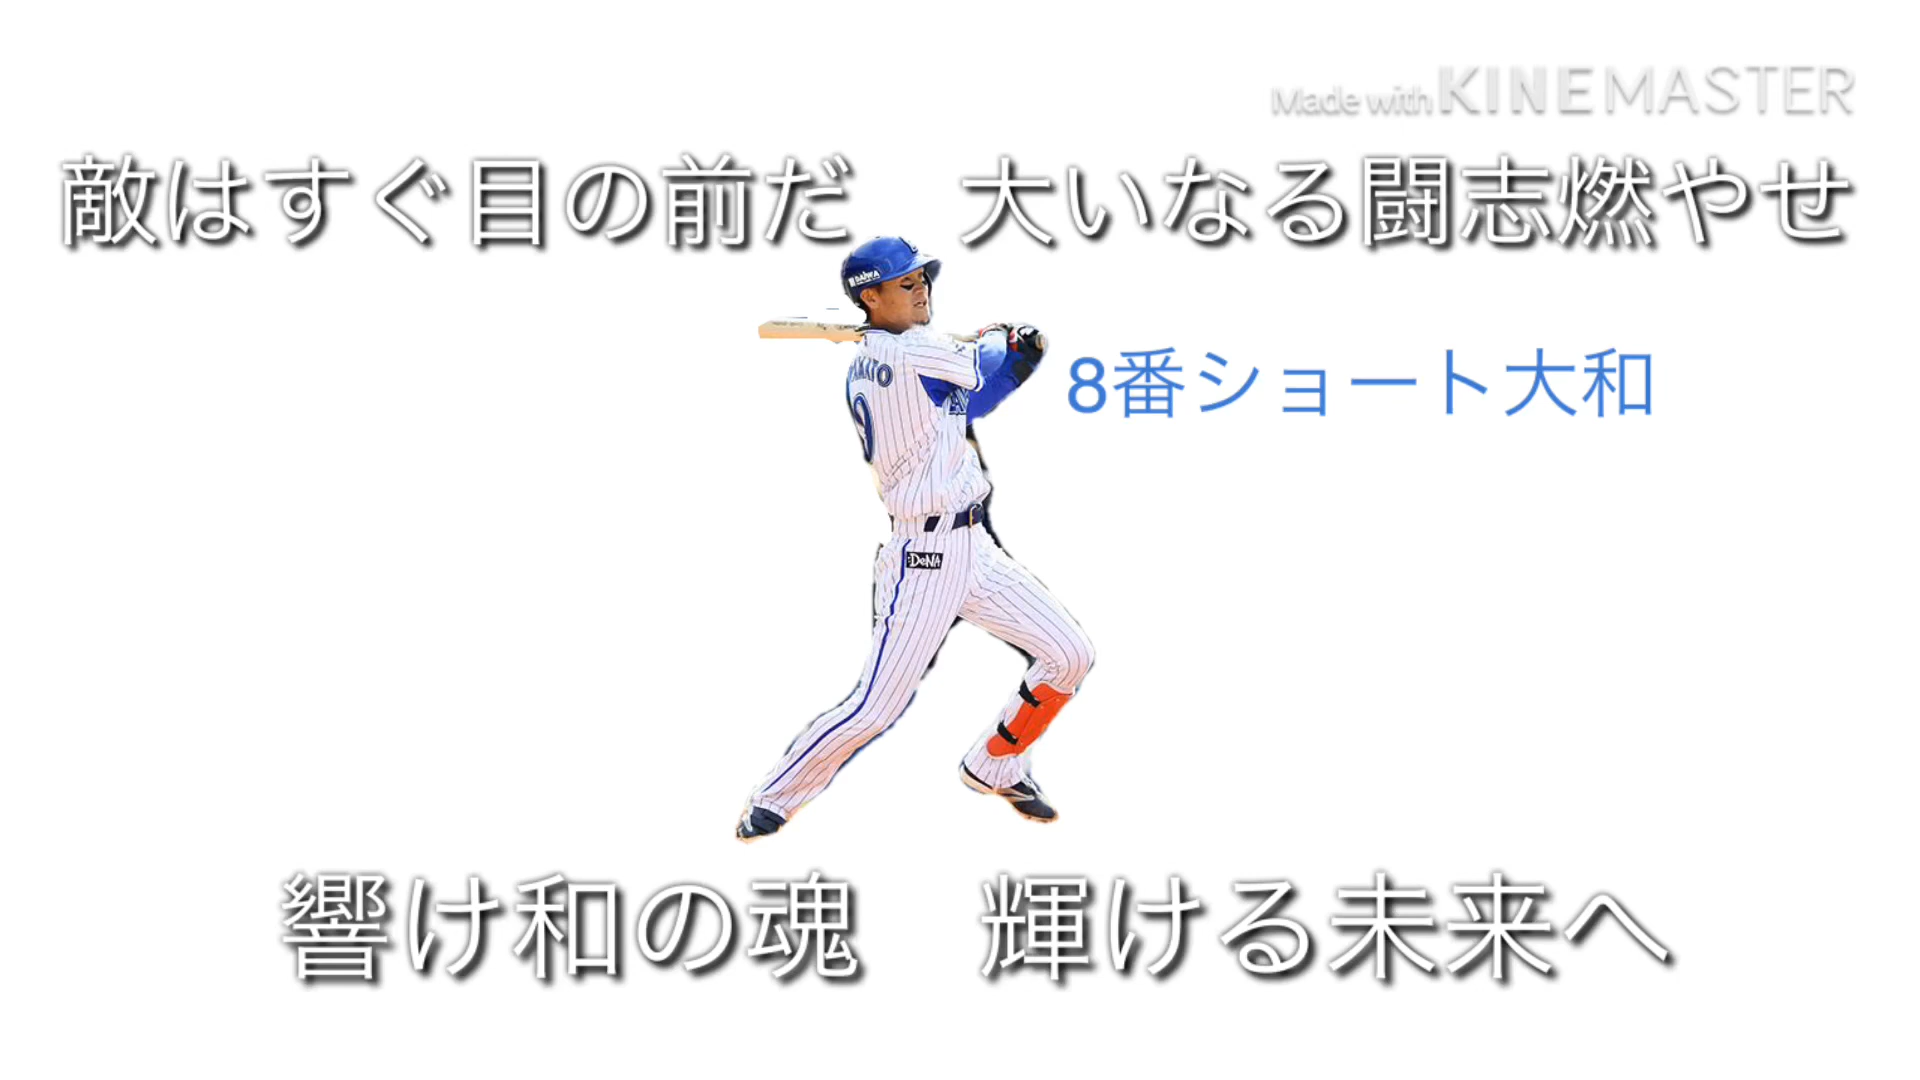 Made with KINEMASTER
敵はすぐ目の前だ　大いなる闘志燃やせ
DAIWA
8番ショート大和
DeNA
響け和の魂　輝ける未来へ